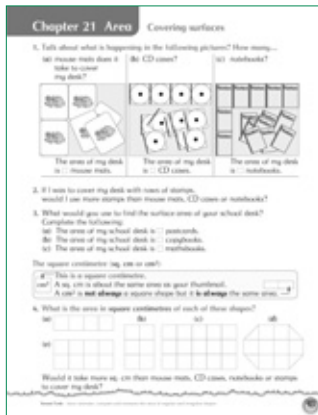 Chapter 21 Area Covering surfaces
1. Talk about what is happening in the following pictures? How many...
(a) mouse mats does it take to cover my desk?
(b) CD cases?
(c) notebooks?
The area of my desk is □ mouse mats.
The area of my desk is □ CD cases.
The area of my desk is □ notebooks.
2. If I was to cover my desk with rows of stamps,
would I use more stamps than mouse mats, CD cases or notebooks?
3. What would you use to find the surface area of your school desk?
Complete the following:
(a) The area of my school desk is □ postcards.
(b) The area of my school desk is □ copybooks.
(c) The area of my school desk is □ mathsbooks.
The square centimetre (sq. cm or cm²)
cm²
This is a square centimetre.
A sq. cm is about the same area as your thumbnail.
A cm² is not always a square shape but it is always the same area.
4. What is the area in square centimetres of each of these shapes?
(a) (b) (c) (d)
(e)
Would it take more sq. cm than mouse mats, CD cases, notebooks or stamps
to cover my desk?